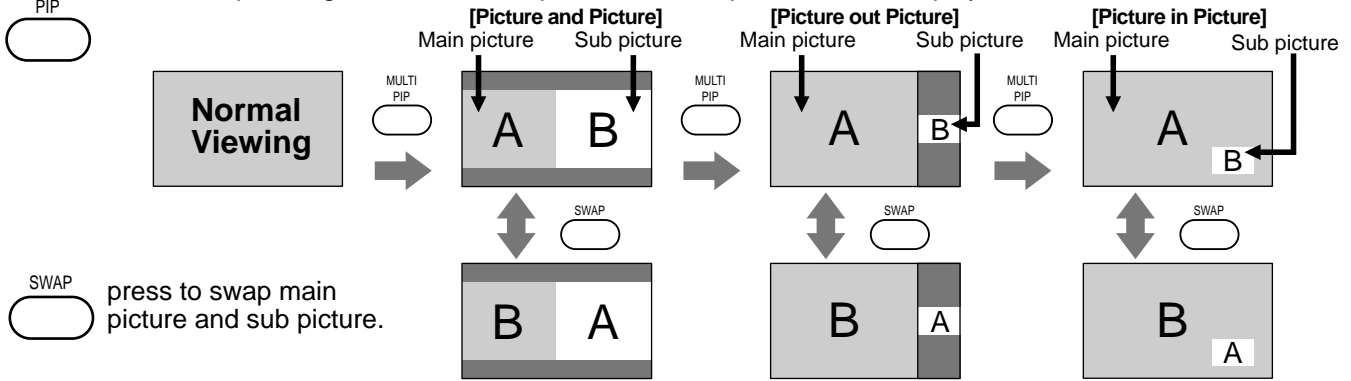 PIP
[Picture and Picture]
[Picture out Picture]
[Picture in Picture]
Main picture
Sub picture
Main picture
Sub picture
Main picture
Sub picture
Normal
Viewing
MULTI
PIP
A
B
MULTI
PIP
A
B
MULTI
PIP
A
B
SWAP
SWAP
SWAP
SWAP
press to swap main
picture and sub picture.
B
A
B
A
B
A